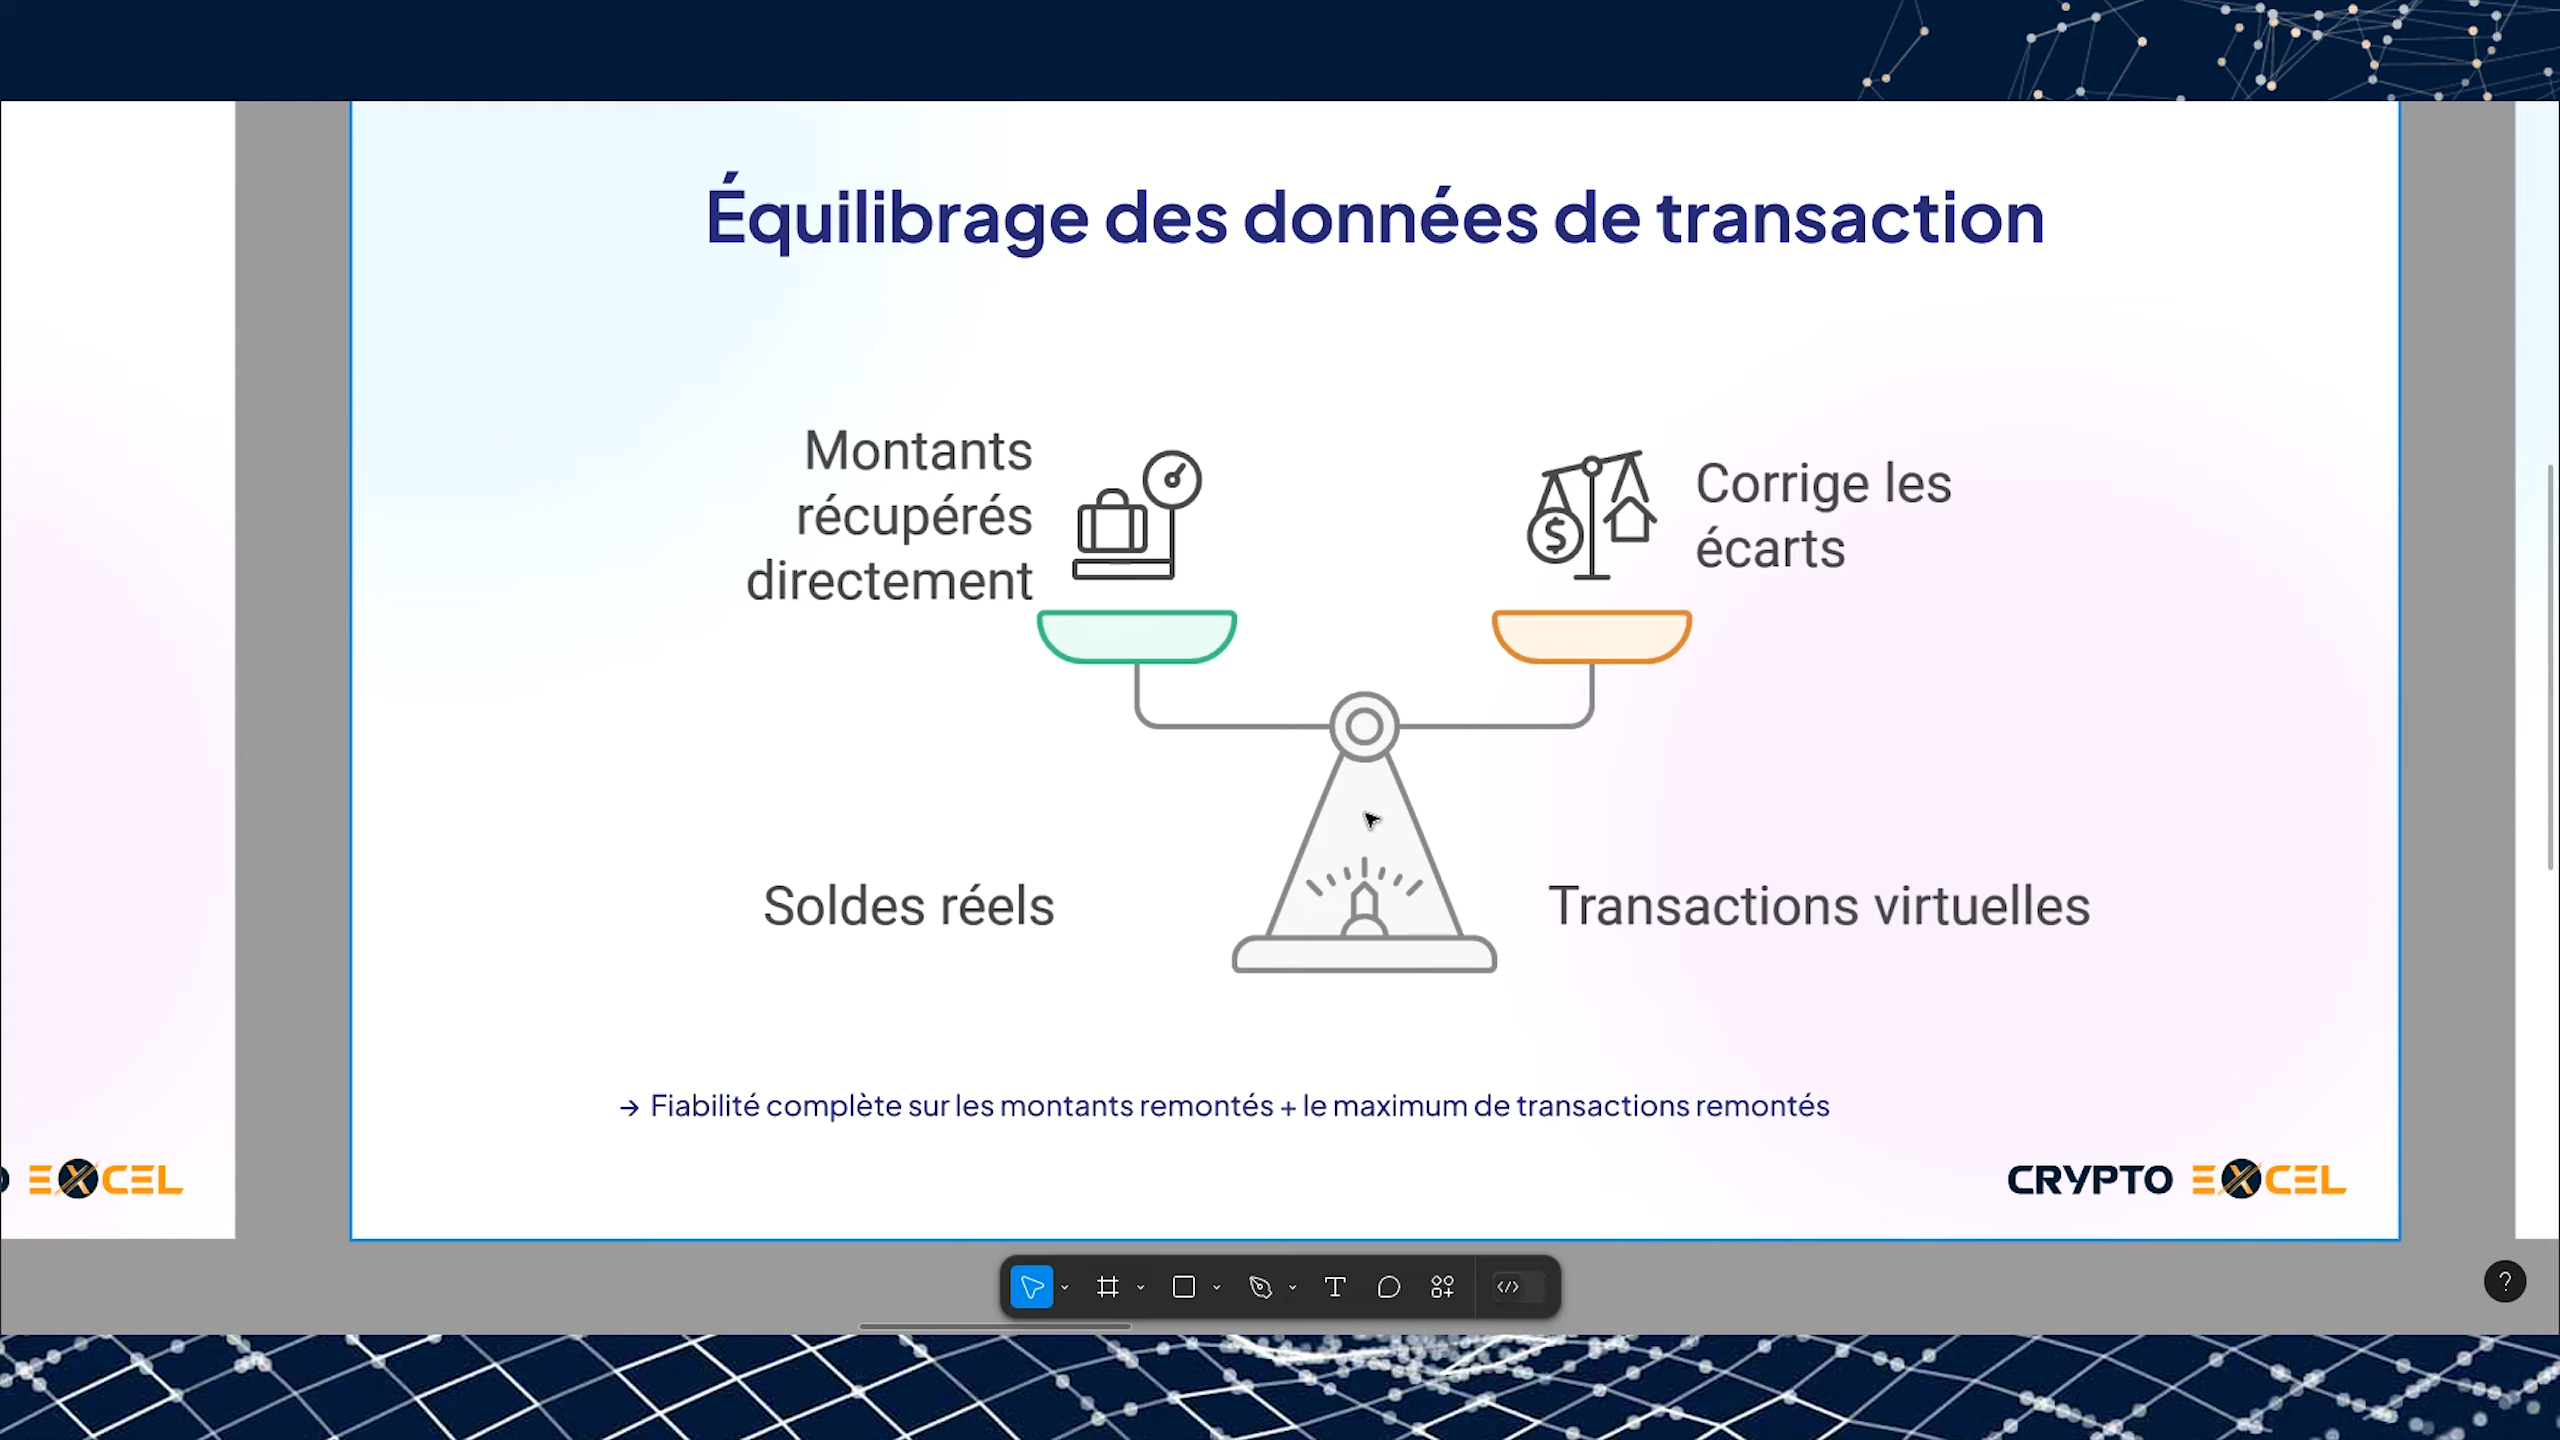 Équilibrage des données de transaction
Montants
récupérés
directement
$
Corrige les
écarts
Soldes réels
Transactions virtuelles
→ Fiabilité complète sur les montants remontés + le maximum de transactions remontés
EXCEL
CRYPTO EXCEL
T
</>
?